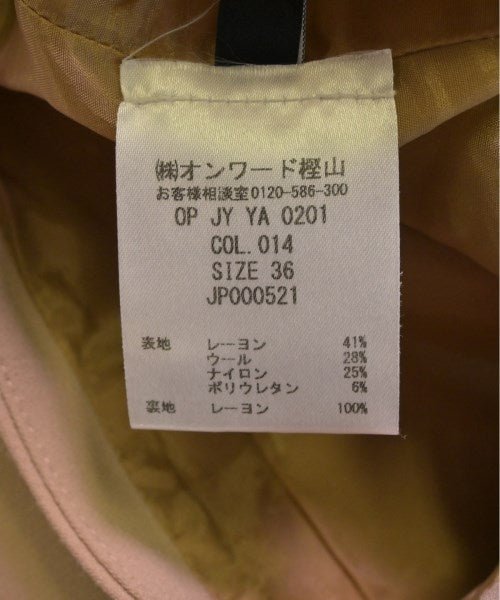 ㈱オンワード樫山
お客様相談室0120-586-300
OP JY YA 0201
COL. 014
SIZE 36
JP000521
表地 レーヨン 41%
ウール 28%
ナイロン 25%
ポリウレタン 6%
裏地 レーヨン 100%